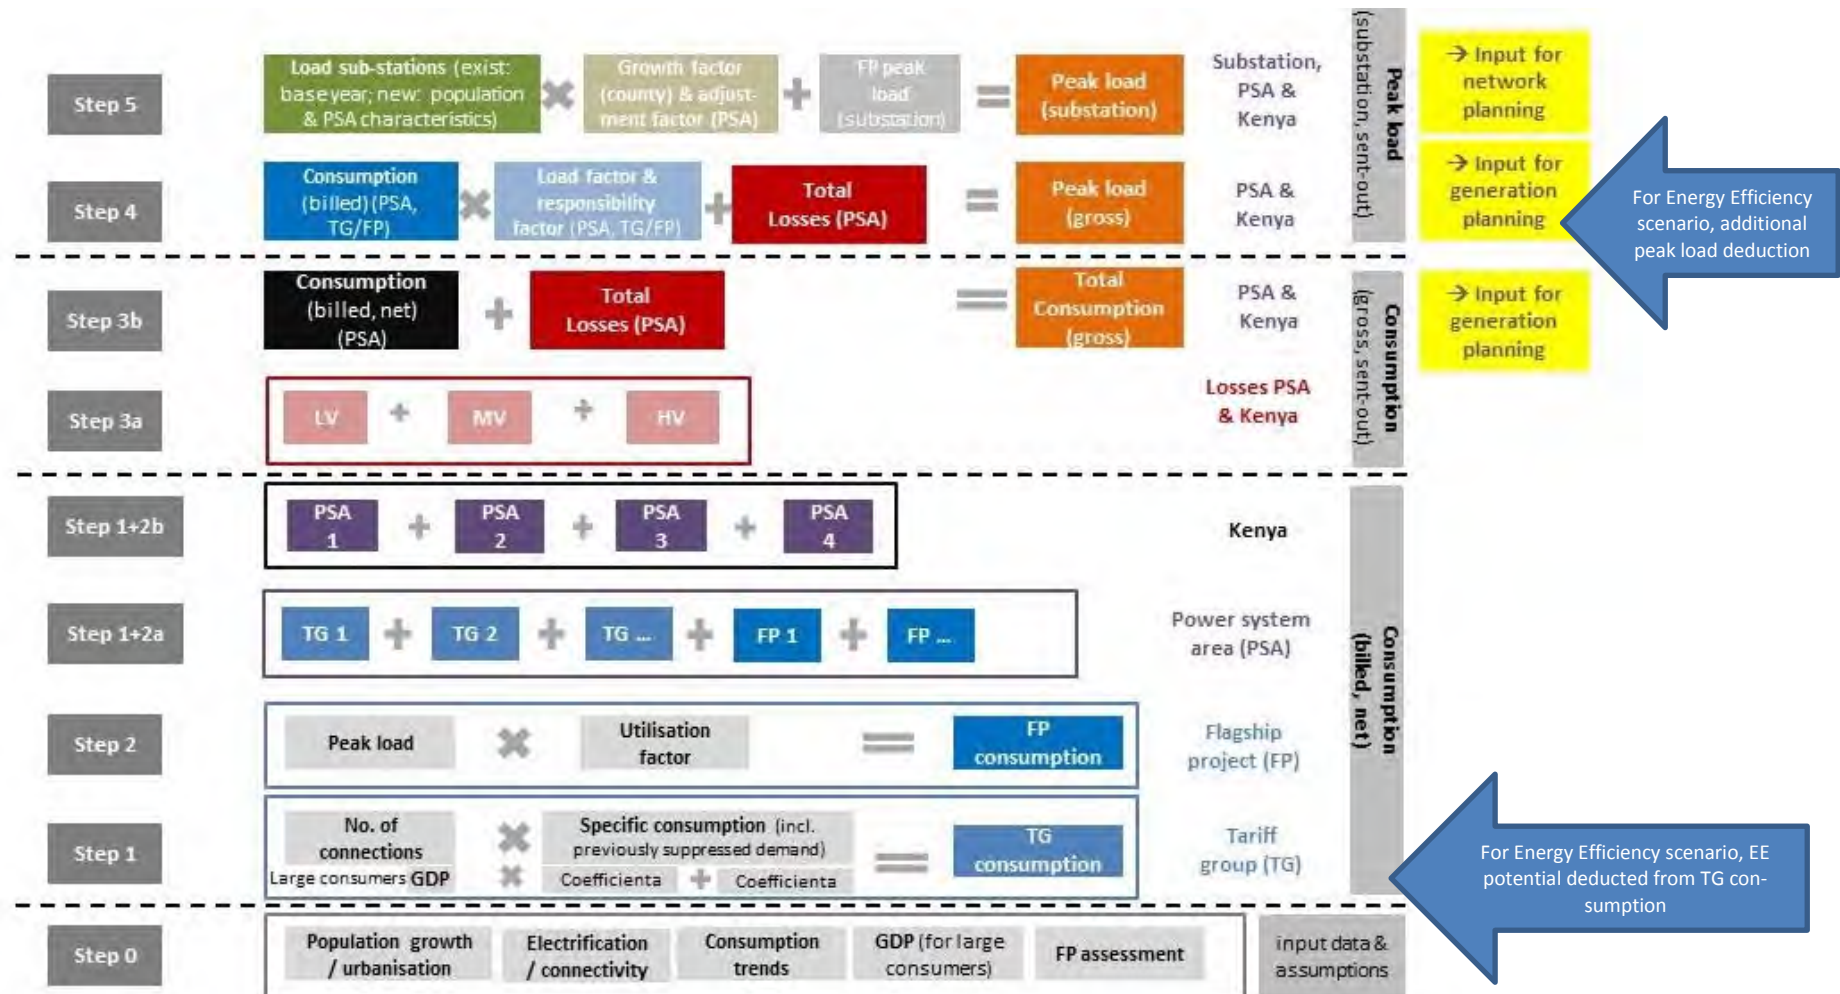 Step 5
Load sub-stations (exist:
base year; new: population
& PSA characteristics)
Growth factor
(county) & adjust-
ment factor (PSA)
FP peak
load
(substation)
Peak load
(substation)
Substation,
PSA &
Kenya
Peak load
(substation, sent-out)
→ Input for
network
planning
Step 4
Consumption
(billed) (PSA,
TG/FP)
Load factor &
responsibility
factor (PSA, TG/FP)
Total
Losses (PSA)
Peak load
(gross)
PSA &
Kenya
→ Input for
generation
planning
For Energy Efficiency
scenario, additional
peak load deduction
Step 3b
Consumption
(billed, net)
(PSA)
Total
Losses (PSA)
Total
Consumption
(gross)
PSA &
Kenya
Consumption
(gross, sent-out)
→ Input for
generation
planning
Step 3a
LV
MV
HV
Losses PSA
& Kenya
Step 1+2b
PSA
1
PSA
2
PSA
3
PSA
4
Kenya
Step 1+2a
TG 1
TG 2
TG ...
FP 1
FP ...
Power system
area (PSA)
Consumption
(billed, net)
Step 2
Peak load
Utilisation
factor
FP
consumption
Flagship
project (FP)
Step 1
No. of
connections
Large consumers GDP
Specific consumption (incl.
previously suppressed demand)
Coefficienta
Coefficienta
TG
consumption
Tariff
group (TG)
For Energy Efficiency scenario, EE
potential deducted from TG con-
sumption
Step 0
Population growth
/ urbanisation
Electrification
/ connectivity
Consumption
trends
GDP (for large
consumers)
FP assessment
input data &
assumptions